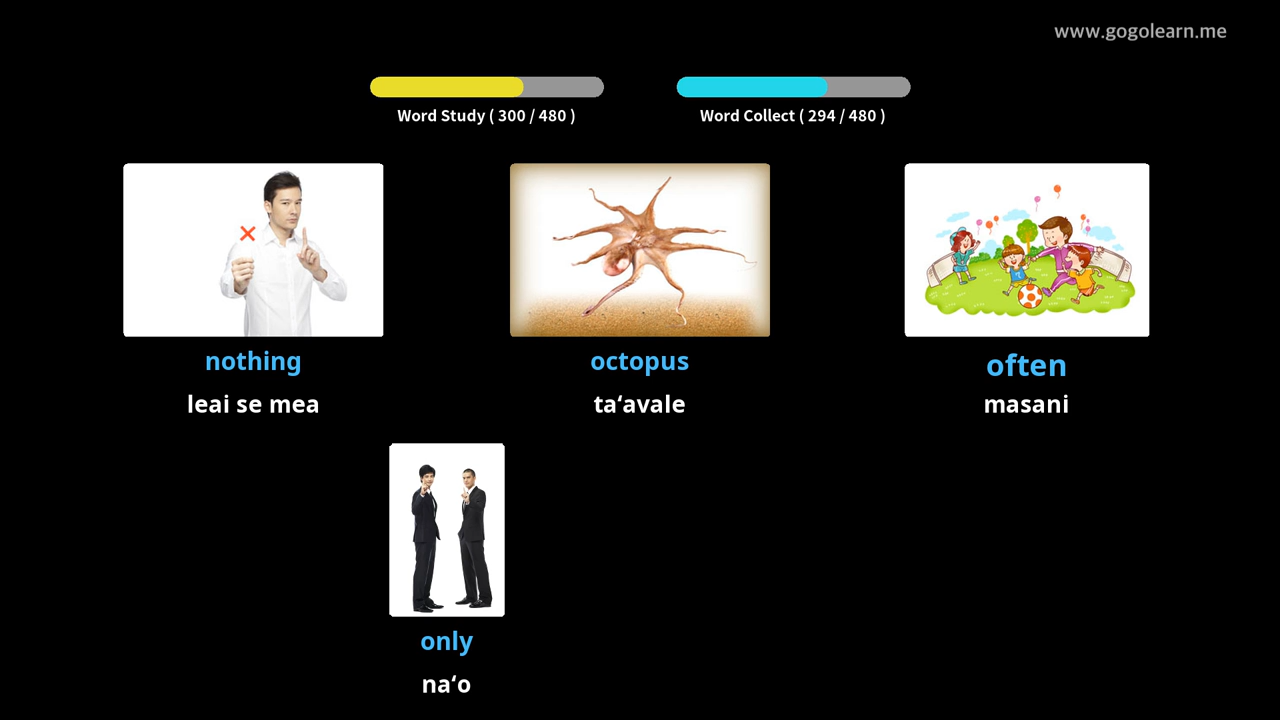 www.gogolearn.me
Word Study ( 300 / 480 )
Word Collect ( 294 / 480 )
nothing
leai se mea
octopus
taʻavale
often
masani
only
naʻo